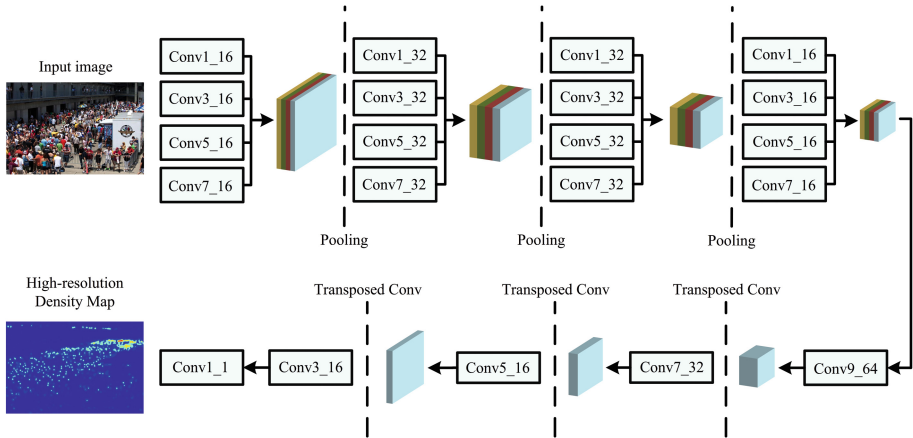 Input image
Conv1_16
Conv3_16
Conv5_16
Conv7_16
Pooling
Conv1_32
Conv3_32
Conv5_32
Conv7_32
Pooling
Conv1_32
Conv3_32
Conv5_32
Conv7_32
Pooling
Conv1_16
Conv3_16
Conv5_16
Conv7_16
High-resolution
Density Map
Conv1_1
Conv3_16
Transposed Conv
Conv5_16
Transposed Conv
Conv7_32
Transposed Conv
Conv9_64